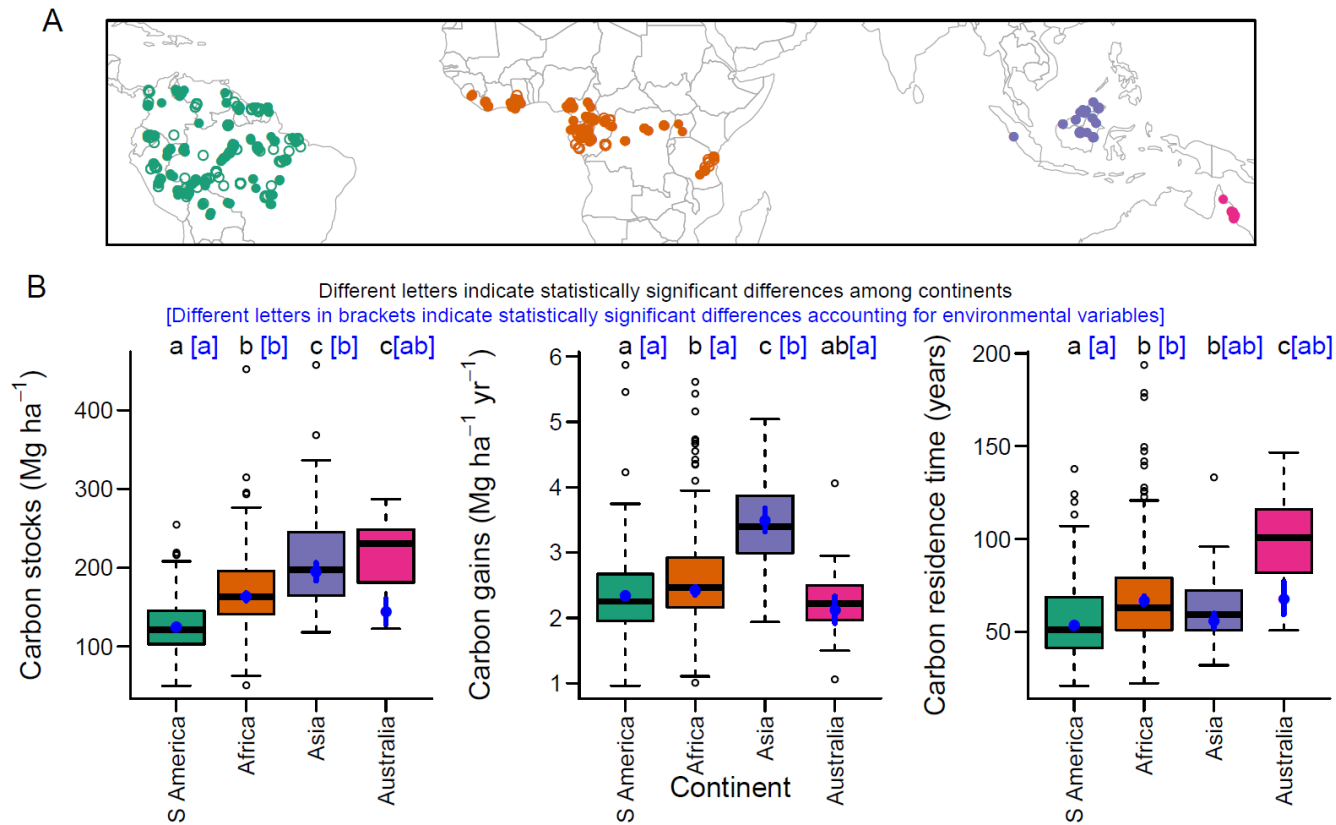 A
B
Different letters indicate statistically significant differences among continents
[Different letters in brackets indicate statistically significant differences accounting for environmental variables]
a [a] b [b] c [b] c[ab]
Carbon stocks (Mg ha⁻¹)
400
300
200
100
S America
Africa
Asia
Australia
a [a] b [a] c [b] ab[a]
Carbon gains (Mg ha⁻¹ yr⁻¹)
6
5
4
3
2
1
S America
Africa
Asia
Australia
Continent
a [a] b [b] b[ab] c[ab]
Carbon residence time (years)
200
150
100
50
S America
Africa
Asia
Australia